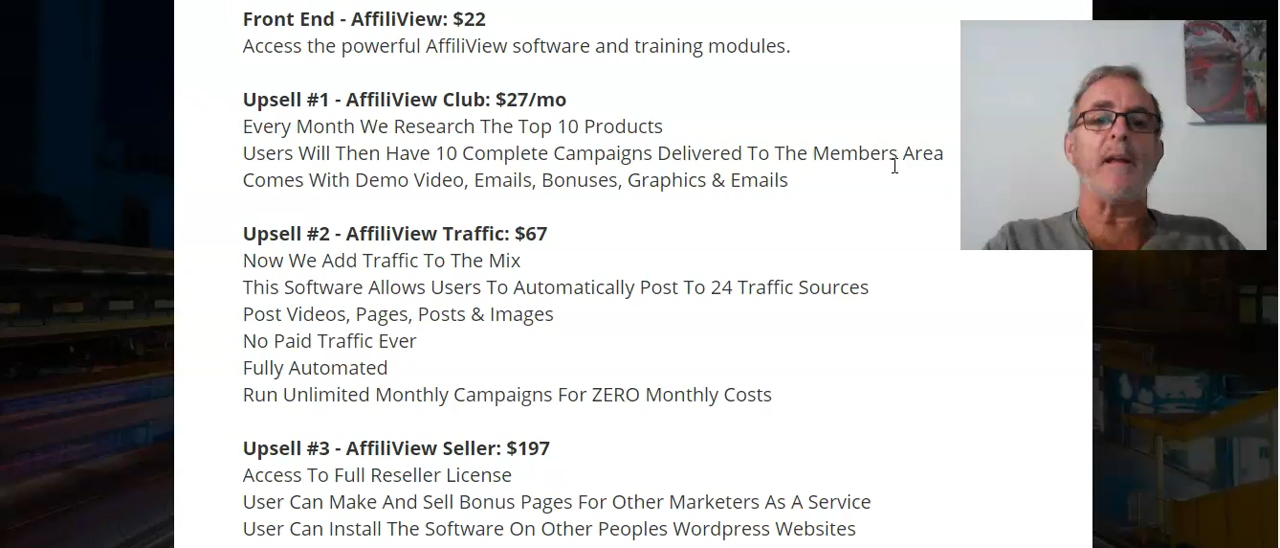 Front End - AffiliView: $22
Access the powerful AffiliView software and training modules.
Upsell #1 - AffiliView Club: $27/mo
Every Month We Research The Top 10 Products
Users Will Then Have 10 Complete Campaigns Delivered To The Members Area
Comes With Demo Video, Emails, Bonuses, Graphics & Emails
Upsell #2 - AffiliView Traffic: $67
Now We Add Traffic To The Mix
This Software Allows Users To Automatically Post To 24 Traffic Sources
Post Videos, Pages, Posts & Images
No Paid Traffic Ever
Fully Automated
Run Unlimited Monthly Campaigns For ZERO Monthly Costs
Upsell #3 - AffiliView Seller: $197
Access To Full Reseller License
User Can Make And Sell Bonus Pages For Other Marketers As A Service
User Can Install The Software On Other Peoples Wordpress Websites